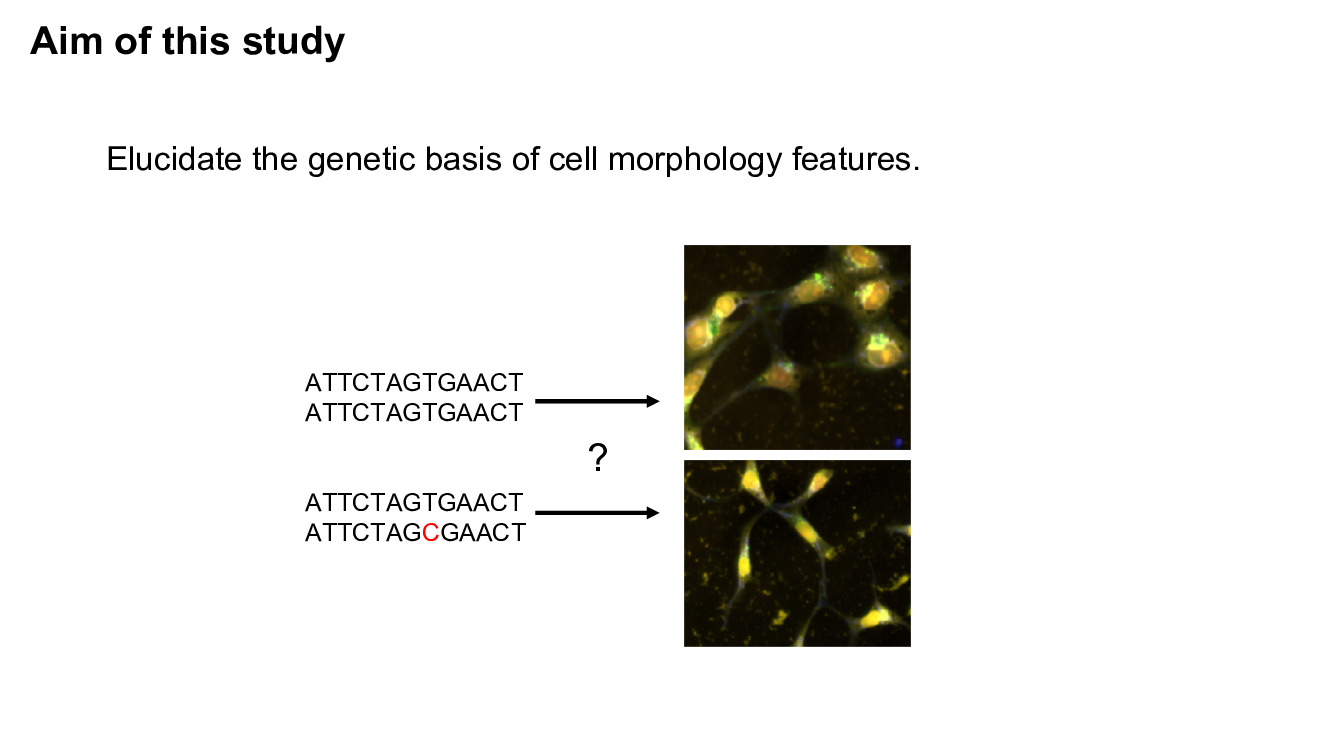 Aim of this study
Elucidate the genetic basis of cell morphology features.
ATTCTAGTGAACT
ATTCTAGTGAACT
?
ATTCTAGTGAACT
ATTCTAGCGAACT